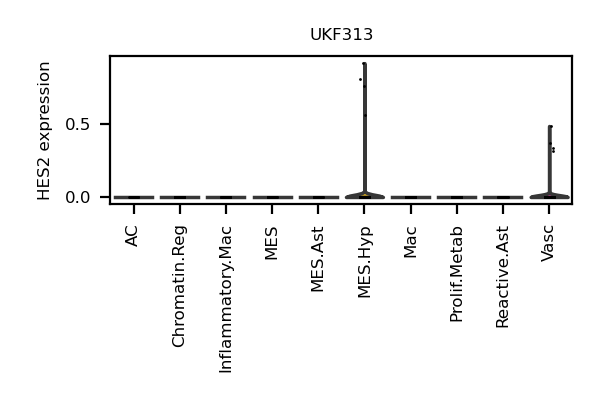 UKF313
HES2 expression
0.5
0.0
AC
Chromatin.Reg
Inflammatory.Mac
MES
MES.Ast
MES.Hyp
Mac
Prolif.Metab
Reactive.Ast
Vasc